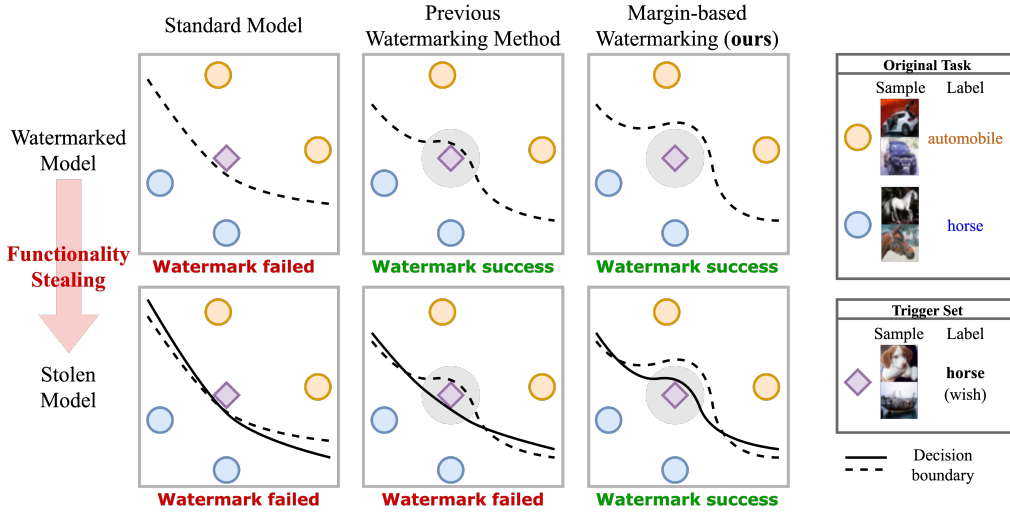 Standard Model
Previous
Watermarking Method
Margin-based
Watermarking (ours)
Watermarked
Model
Functionality
Stealing
Stolen
Model
Watermark failed
Watermark success
Watermark success
Watermark failed
Watermark failed
Watermark success
Original Task
Sample Label
automobile
horse
Trigger Set
Sample Label
horse
(wish)
Decision
boundary